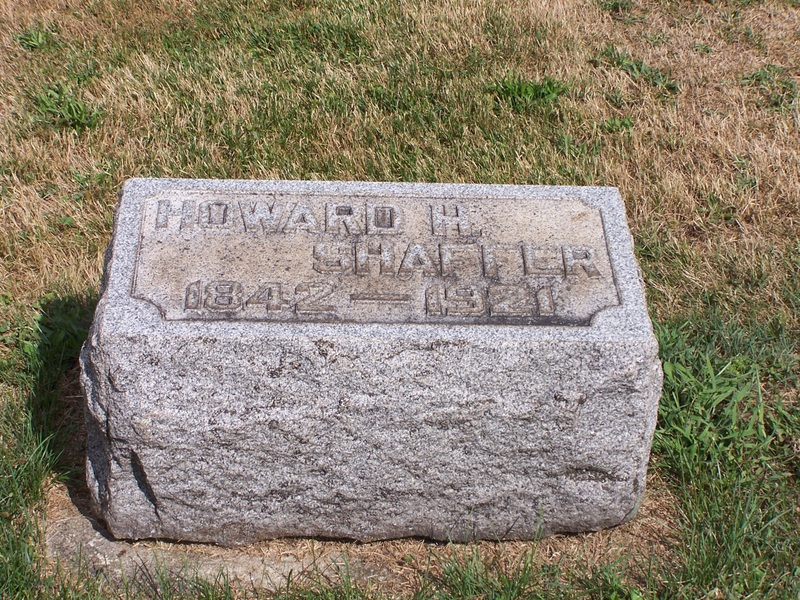 HOWARD H.
SHAFFER
1842 — 1921